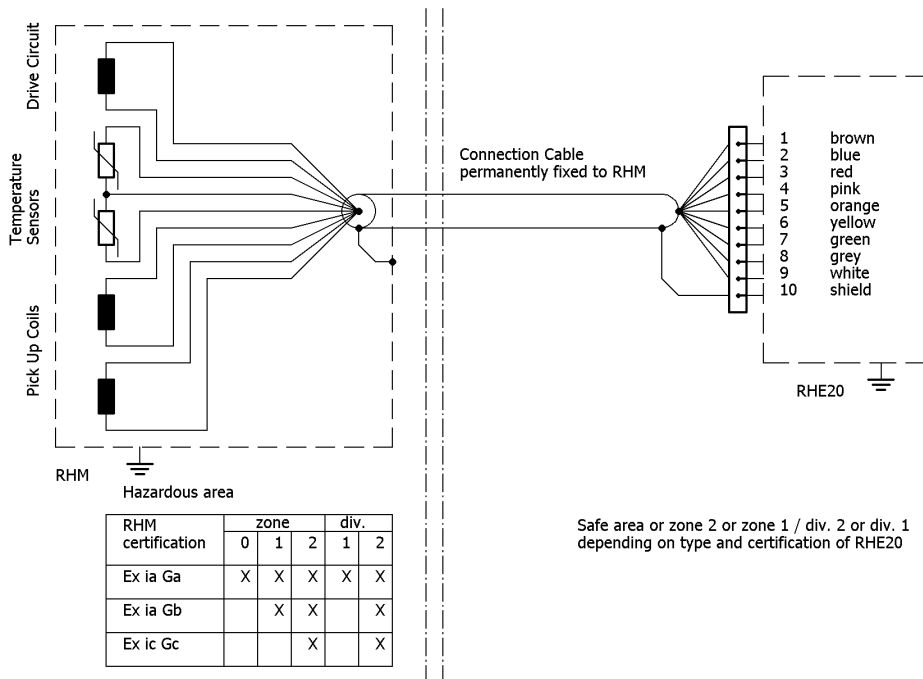 Drive Circuit
Temperature
Sensors
Pick Up Coils
Connection Cable
permanently fixed to RHM
1 brown
2 blue
3 red
4 pink
5 orange
6 yellow
7 green
8 grey
9 white
10 shield
RHE20
RHM
Hazardous area
RHM zone div.
certification 0 1 2 1 2
Ex ia Ga X X X X X
Ex ia Gb X X X
Ex ic Gc X X
Safe area or zone 2 or zone 1 / div. 2 or div. 1
depending on type and certification of RHE20